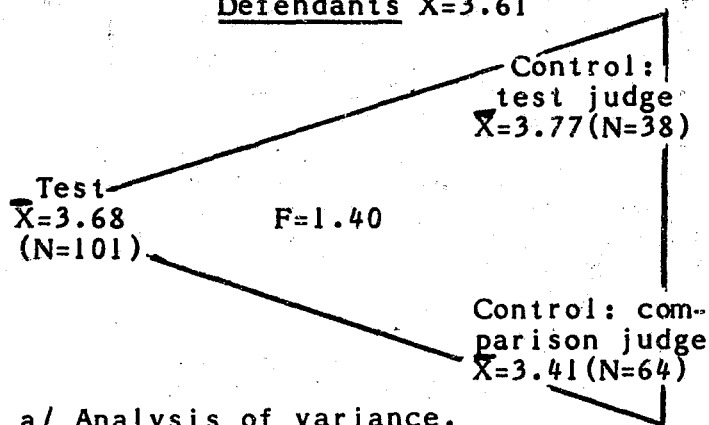 Defendants X=3.61
Control:
test judge
X̄=3.77(N=38)
Test
X̄=3.68
(N=101)
F=1.40
Control: com-
parison judge
X̄=3.41(N=64)
a/ Analysis of variance.